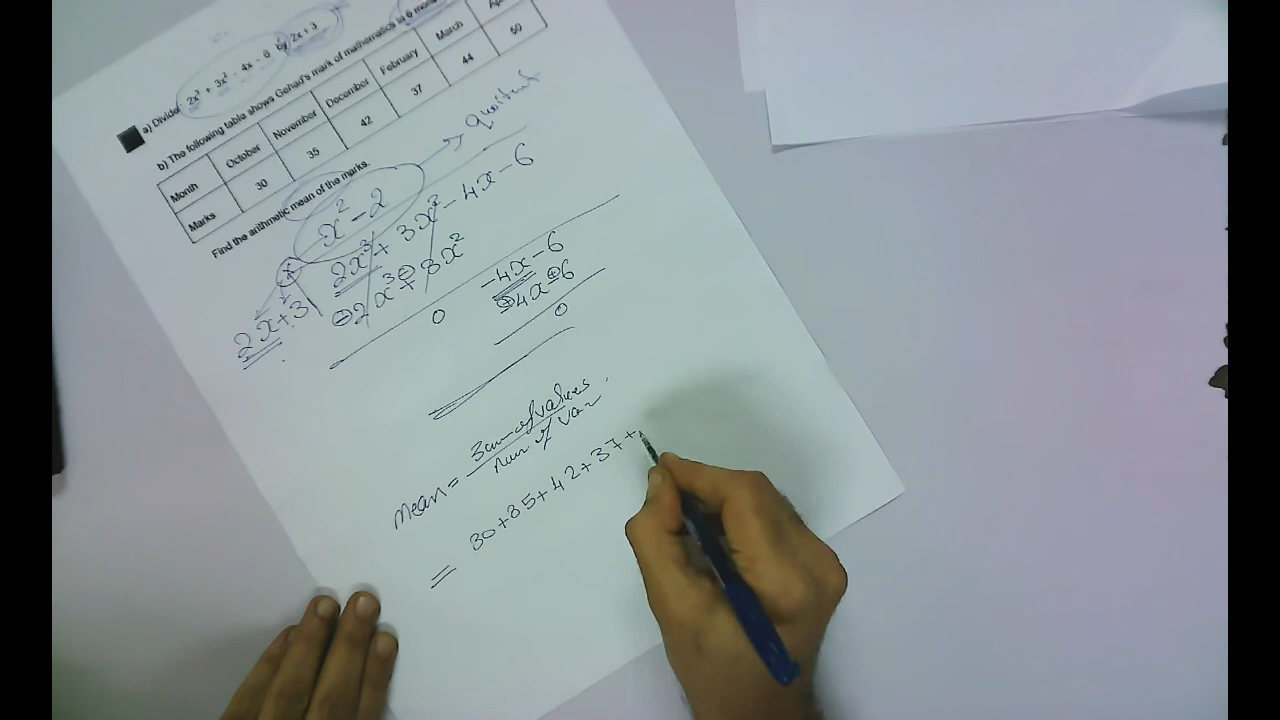 a) Divide 2x³ + 3x² - 4x - 6 by 2x + 3
b) The following table shows Gehad's mark of mathematics in 6
Month October November December February March
Marks 30 35 42 37 44 50
Find the arithmetic mean of the marks.
x² - 2 → Quoitent
2x+3 2x³ + 3x² - 4x - 6
2x³ + 3x²
0 -4x - 6
4x 6
0
Mean = Sum of values
Num of Val
= 30+35+42+37+